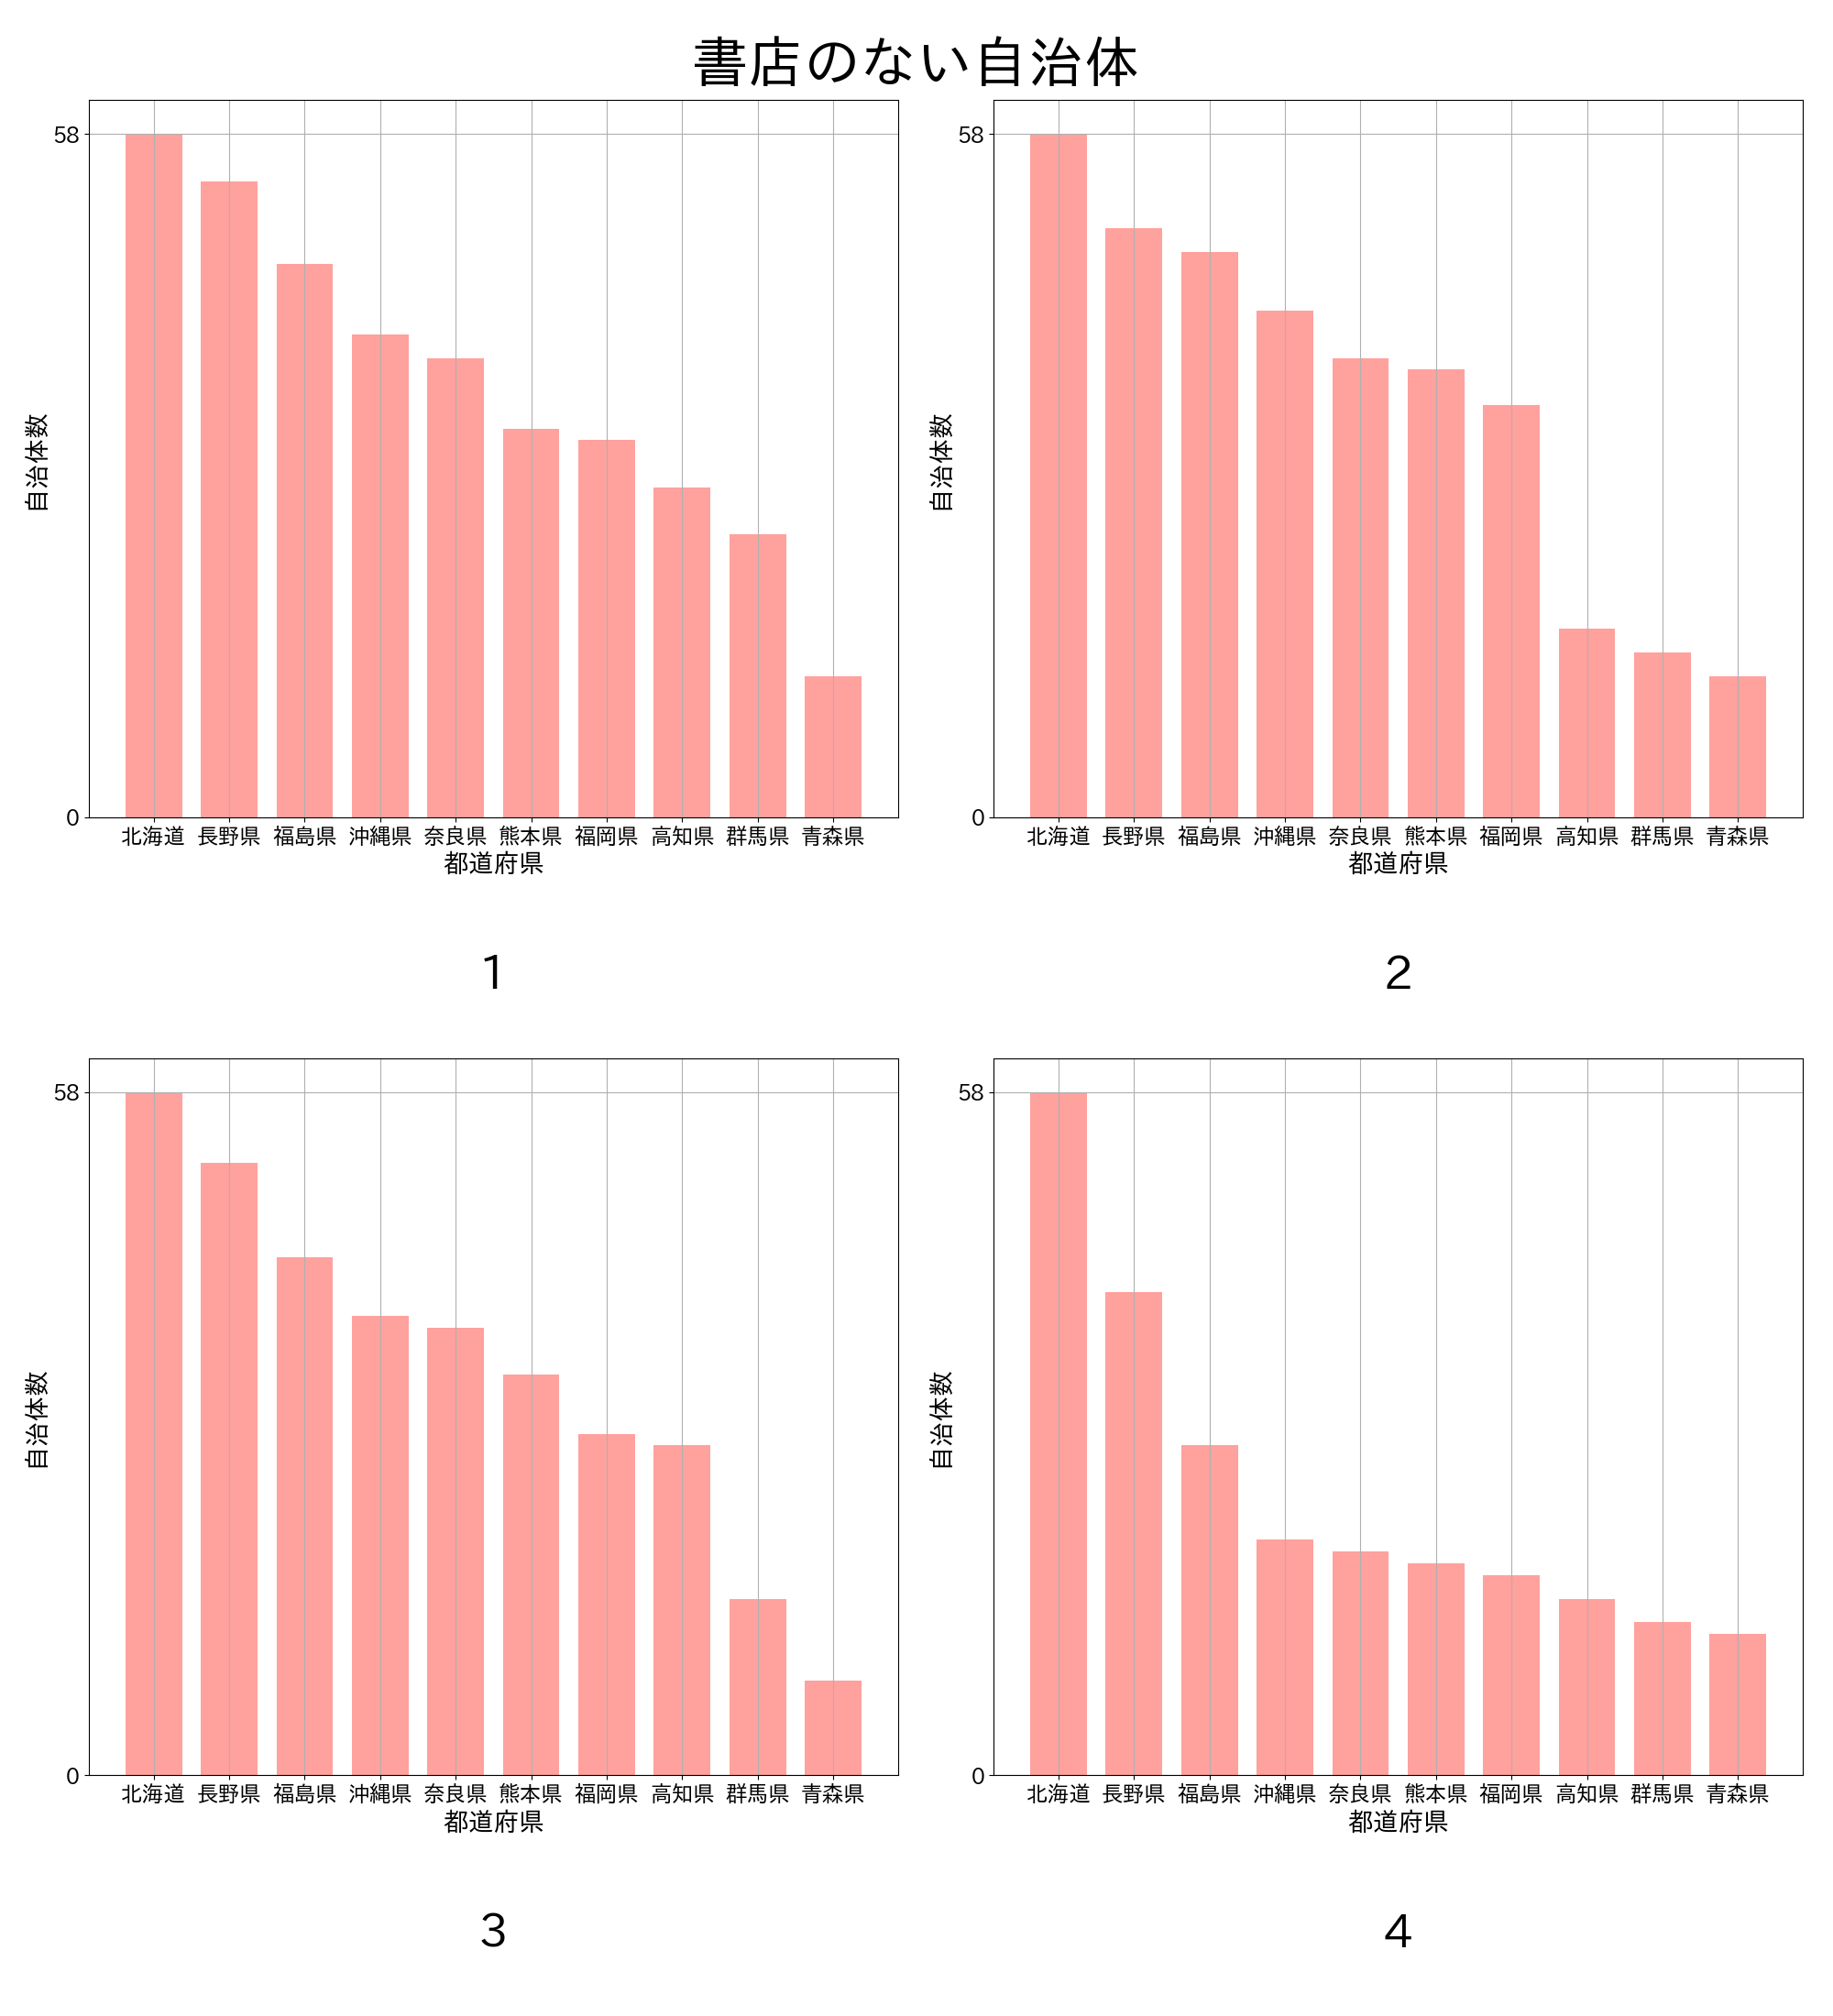 書店のない自治体
58
0
自治体数
北海道 長野県 福島県 沖縄県 奈良県 熊本県 福岡県 高知県 群馬県 青森県
都道府県
1
58
0
自治体数
北海道 長野県 福島県 沖縄県 奈良県 熊本県 福岡県 高知県 群馬県 青森県
都道府県
2
58
0
自治体数
北海道 長野県 福島県 沖縄県 奈良県 熊本県 福岡県 高知県 群馬県 青森県
都道府県
3
58
0
自治体数
北海道 長野県 福島県 沖縄県 奈良県 熊本県 福岡県 高知県 群馬県 青森県
都道府県
4